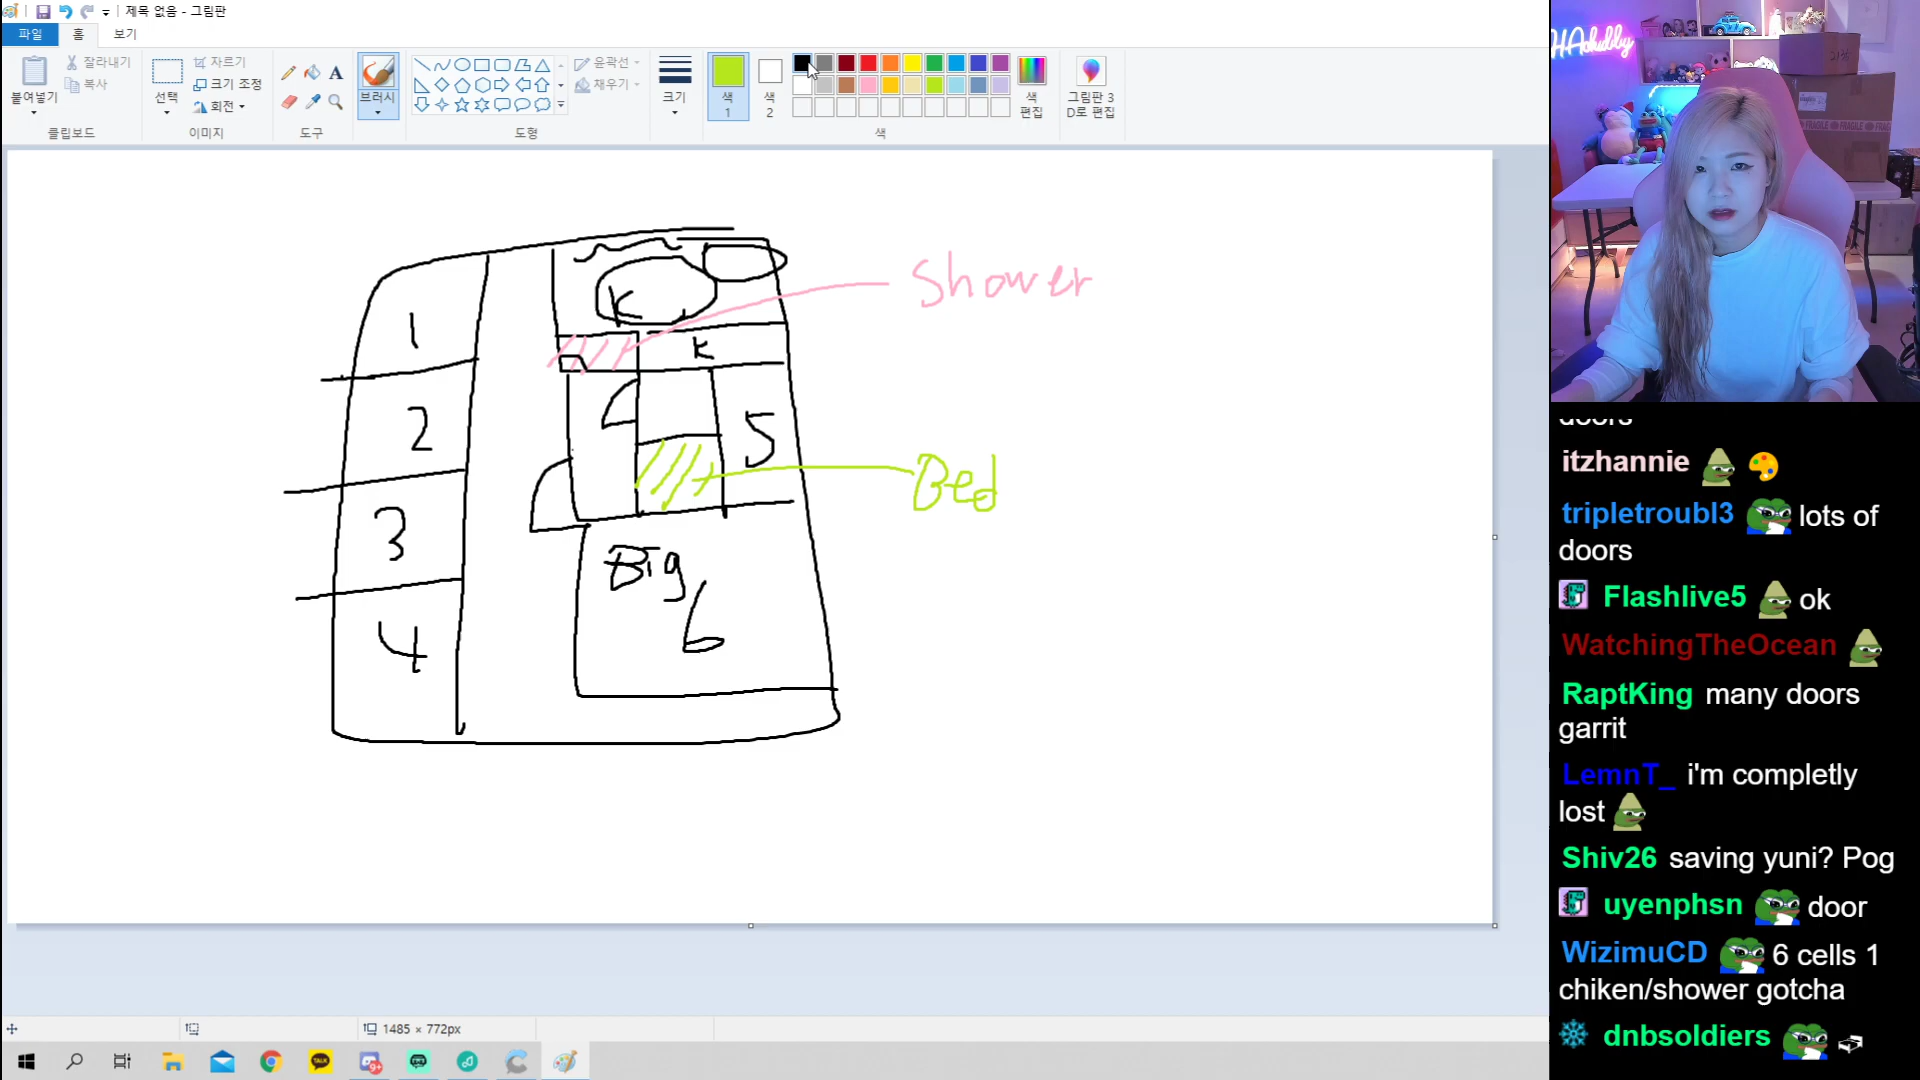 제목 없음 - 그림판
파일 홈 보기
붙여넣기
잘라내기
복사
클립보드
선택
자르기
크기 조정
회전
이미지
A
도구
브러시
윤곽선
채우기
도형
크기
색
1
색
2
색
편집
그림판 3
D로 편집
색
1
2
3
4
K
K
5
Big
6
Shower
Bed
1485 × 772px
9+
TALK
FRAGILE
doors
itzhannie
tripletroubl3 lots of
doors
Flashlive5 ok
WatchingTheOcean
RaptKing many doors
garrit
LemnT_ i'm completly
lost
Shiv26 saving yuni? Pog
uyenphsn door
WizimuCD 6 cells 1
chiken/shower gotcha
dnbsoldiers